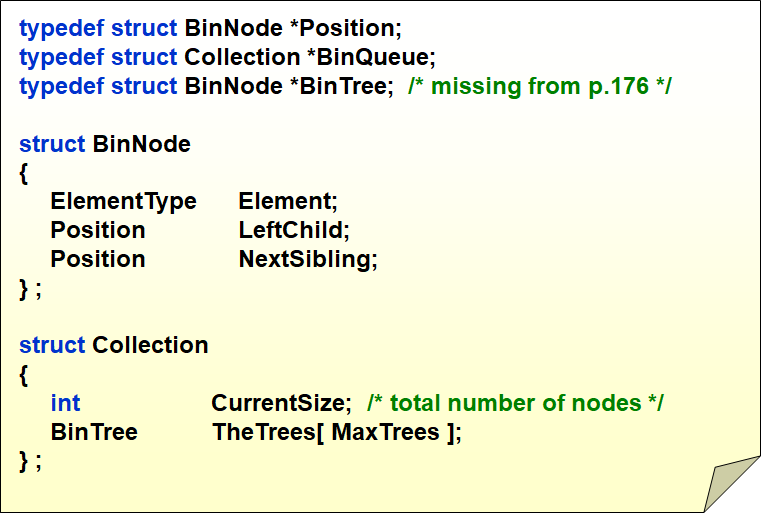 typedef struct BinNode *Position;
typedef struct Collection *BinQueue;
typedef struct BinNode *BinTree; /* missing from p.176 */
struct BinNode
{
ElementType Element;
Position LeftChild;
Position NextSibling;
} ;
struct Collection
{
int CurrentSize; /* total number of nodes */
BinTree TheTrees[ MaxTrees ];
} ;